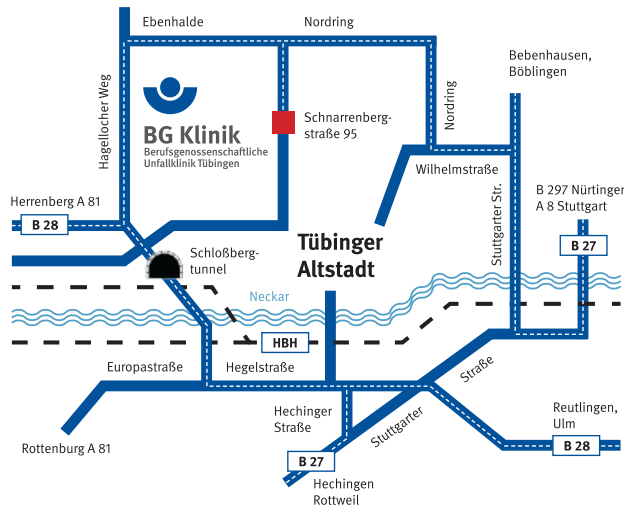 Ebenhalde
Nordring
Bebenhausen,
Böblingen
Hagellocher Weg
Nordring
BG Klinik
Berufsgenossenschaftliche
Unfallklinik Tübingen
Schnarrenberg-
straße 95
Wilhelmstraße
Herrenberg A 81
B 28
B 297 Nürtingen
A 8 Stuttgart
B 27
Stuttgarter Str.
Schloßberg-
tunnel
Tübinger
Altstadt
Neckar
HBH
Europastraße
Hegelstraße
Straße
Stuttgarter
Hechinger
Straße
Rottenburg A 81
Reutlingen,
Ulm
B 28
B 27
Hechingen
Rottweil